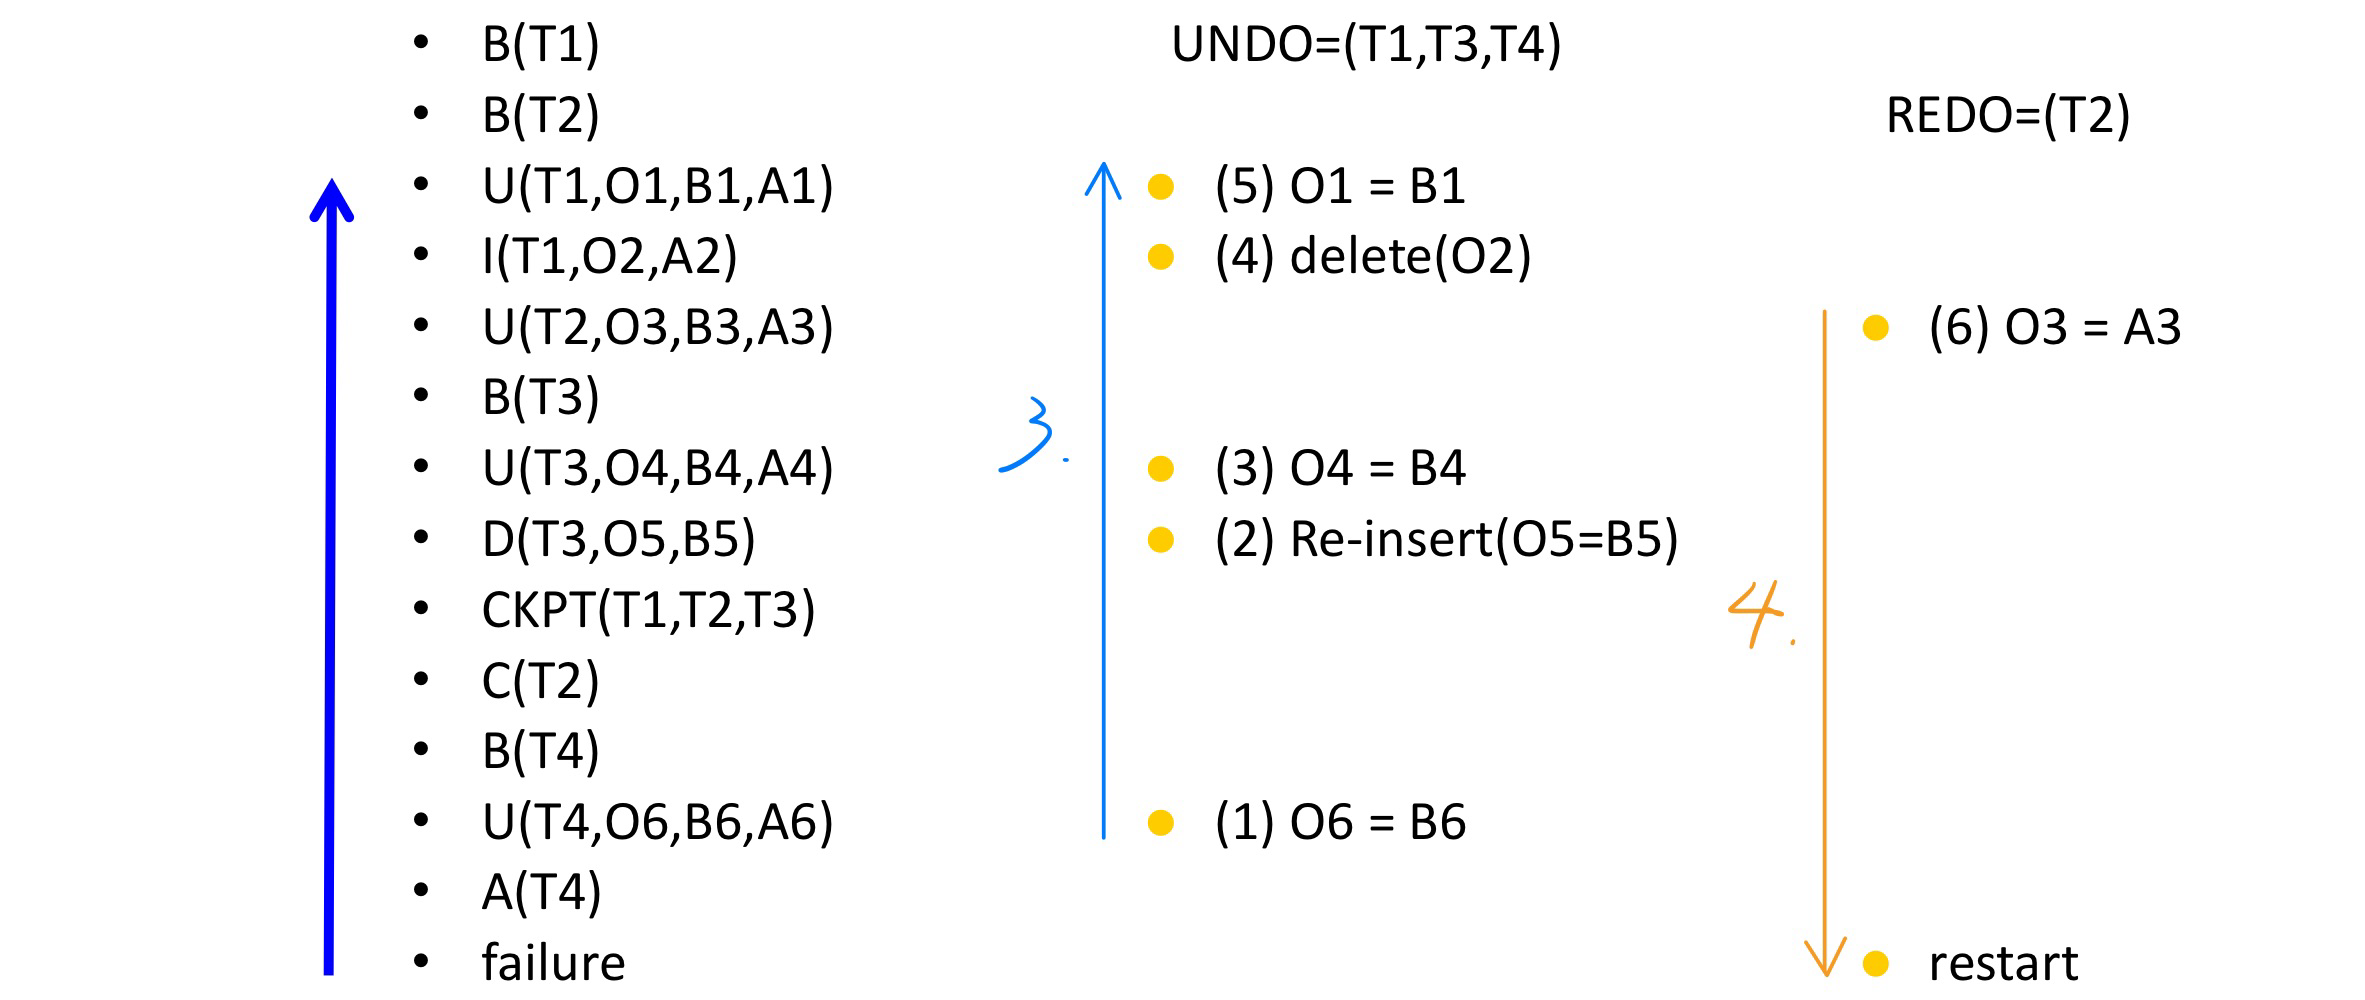 B(T1) UNDO=(T1,T3,T4)
B(T2) REDO=(T2)
U(T1,O1,B1,A1) (5) O1 = B1
I(T1,O2,A2) (4) delete(O2)
U(T2,O3,B3,A3) (6) O3 = A3
B(T3)
3.
U(T3,O4,B4,A4) (3) O4 = B4
D(T3,O5,B5) (2) Re-insert(O5=B5)
CKPT(T1,T2,T3) 4.
C(T2)
B(T4)
U(T4,O6,B6,A6) (1) O6 = B6
A(T4)
failure restart